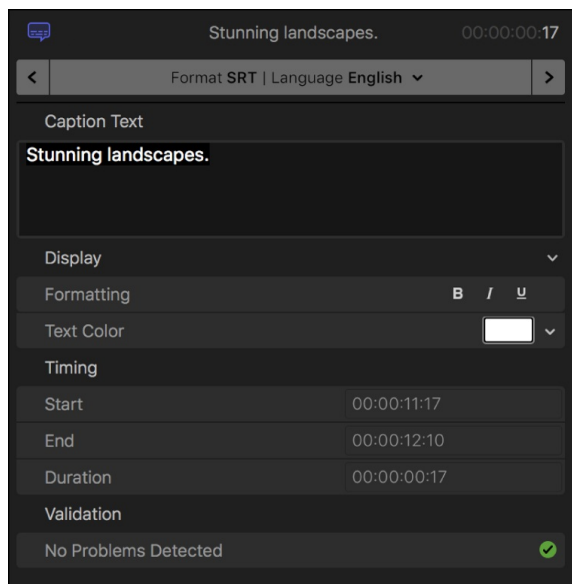 Stunning landscapes. 00:00:00:17
Format SRT | Language English
Caption Text
Stunning landscapes.
Display
Formatting B I U
Text Color
Timing
Start 00:00:11:17
End 00:00:12:10
Duration 00:00:00:17
Validation
No Problems Detected